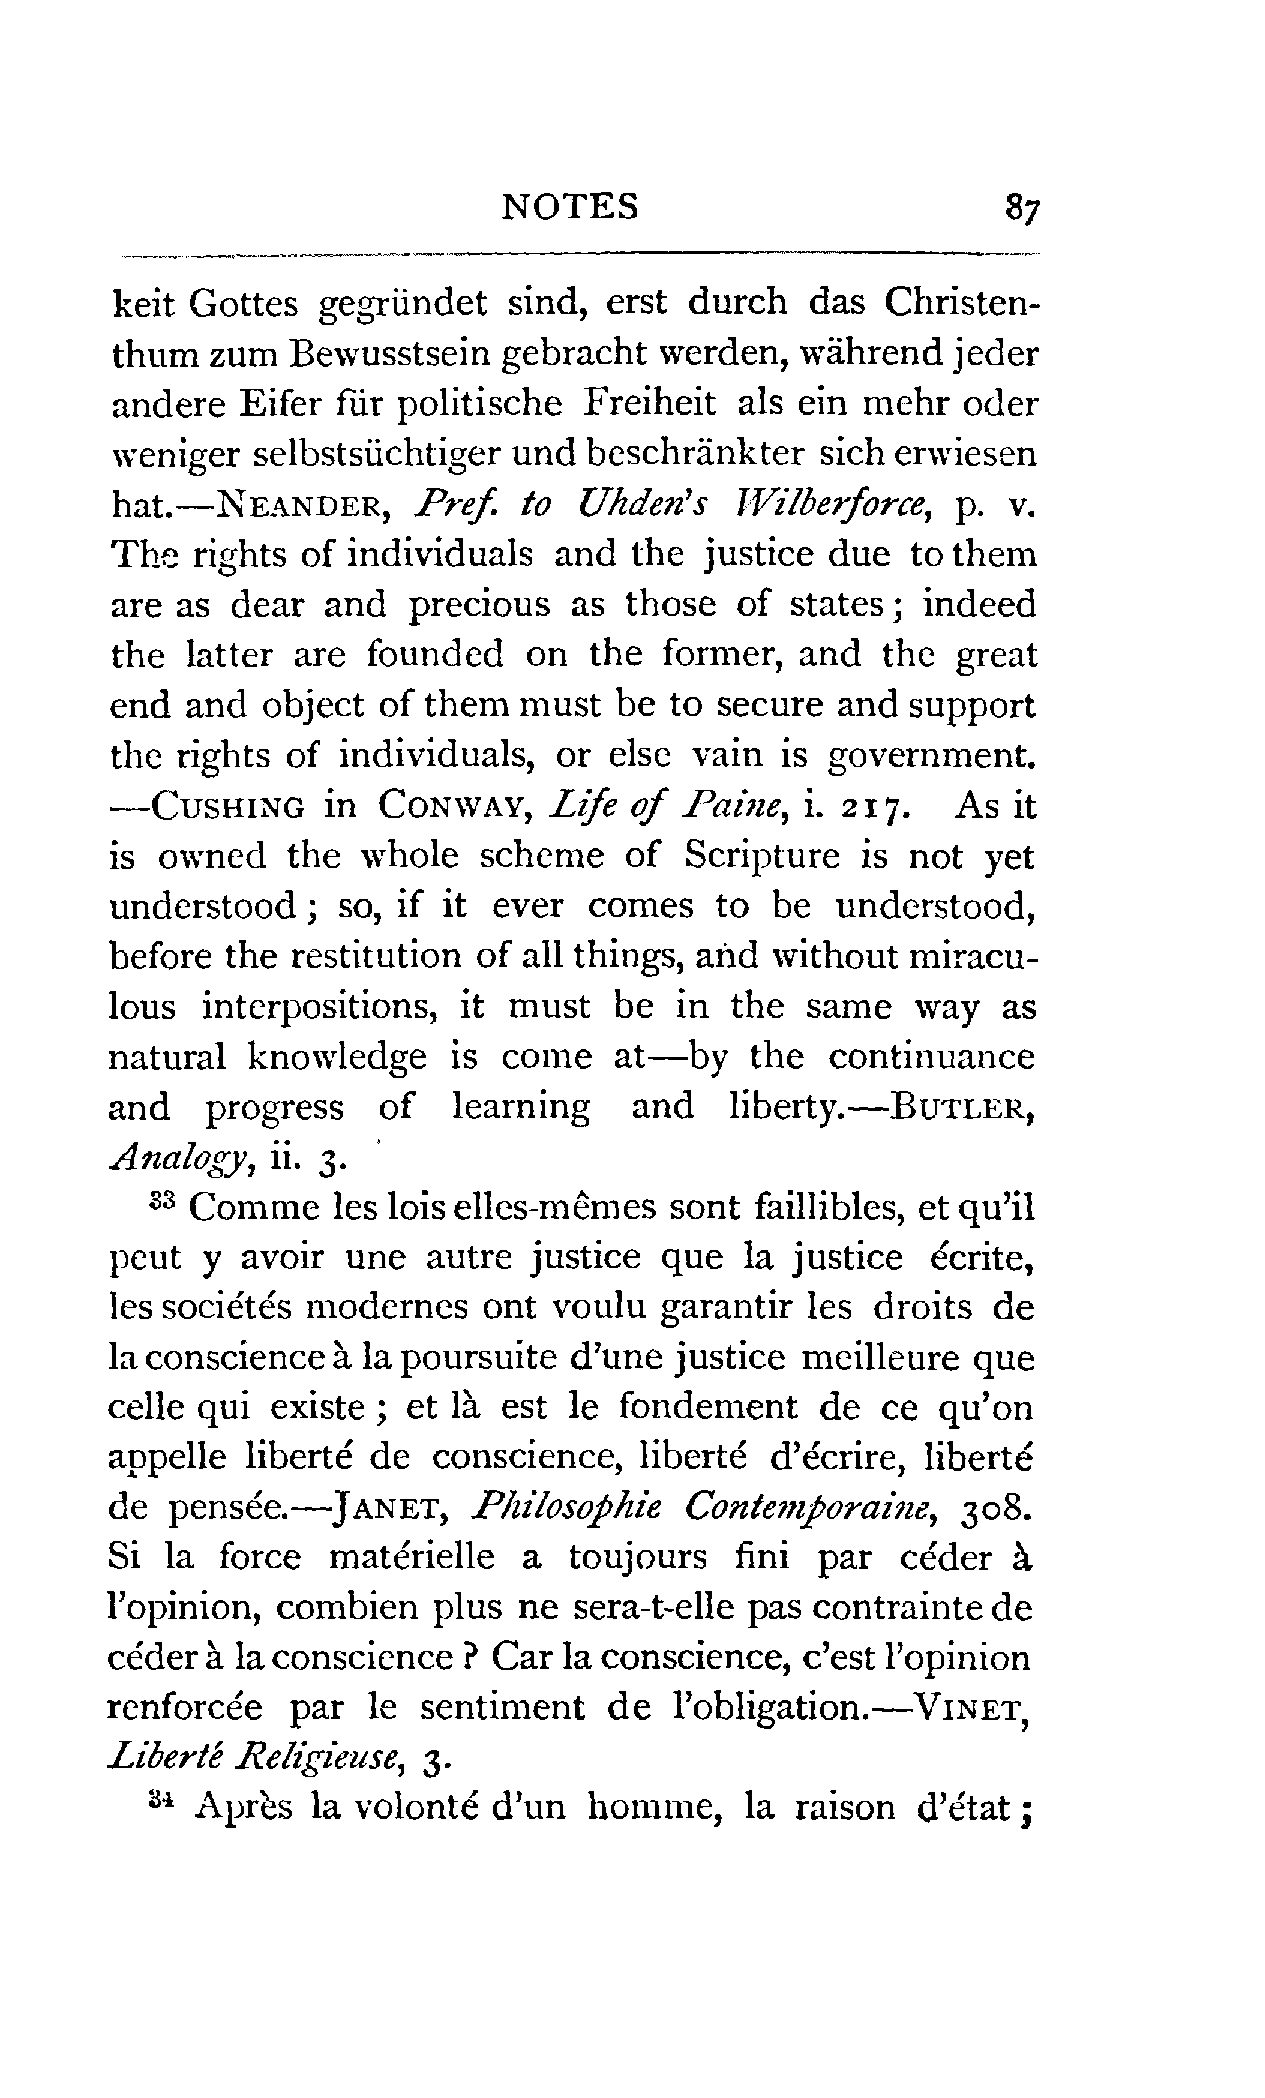 NOTES 87
keit Gottes gegründet sind, erst durch das Christen-
thum zum Bewusstsein gebracht werden, während jeder
andere Eifer für politische Freiheit als ein mehr oder
weniger selbstsüchtiger und beschränkter sich erwiesen
hat.—NEANDER, Pref. to Uhden's Wilberforce, p. v.
The rights of individuals and the justice due to them
are as dear and precious as those of states; indeed
the latter are founded on the former, and the great
end and object of them must be to secure and support
the rights of individuals, or else vain is government.
—CUSHING in CONWAY, Life of Paine, i. 217. As it
is owned the whole scheme of Scripture is not yet
understood; so, if it ever comes to be understood,
before the restitution of all things, and without miracu-
lous interpositions, it must be in the same way as
natural knowledge is come at—by the continuance
and progress of learning and liberty.—BUTLER,
Analogy, ii. 3.
33 Comme les lois elles-mêmes sont faillibles, et qu'il
peut y avoir une autre justice que la justice écrite,
les sociétés modernes ont voulu garantir les droits de
la conscience à la poursuite d'une justice meilleure que
celle qui existe; et là est le fondement de ce qu'on
appelle liberté de conscience, liberté d'écrire, liberté
de pensée.—JANET, Philosophie Contemporaine, 308.
Si la force matérielle a toujours fini par céder à
l'opinion, combien plus ne sera-t-elle pas contrainte de
céder à la conscience? Car la conscience, c'est l'opinion
renforcée par le sentiment de l'obligation.—VINET,
Liberté Religieuse, 3.
34 Après la volonté d'un homme, la raison d'état;